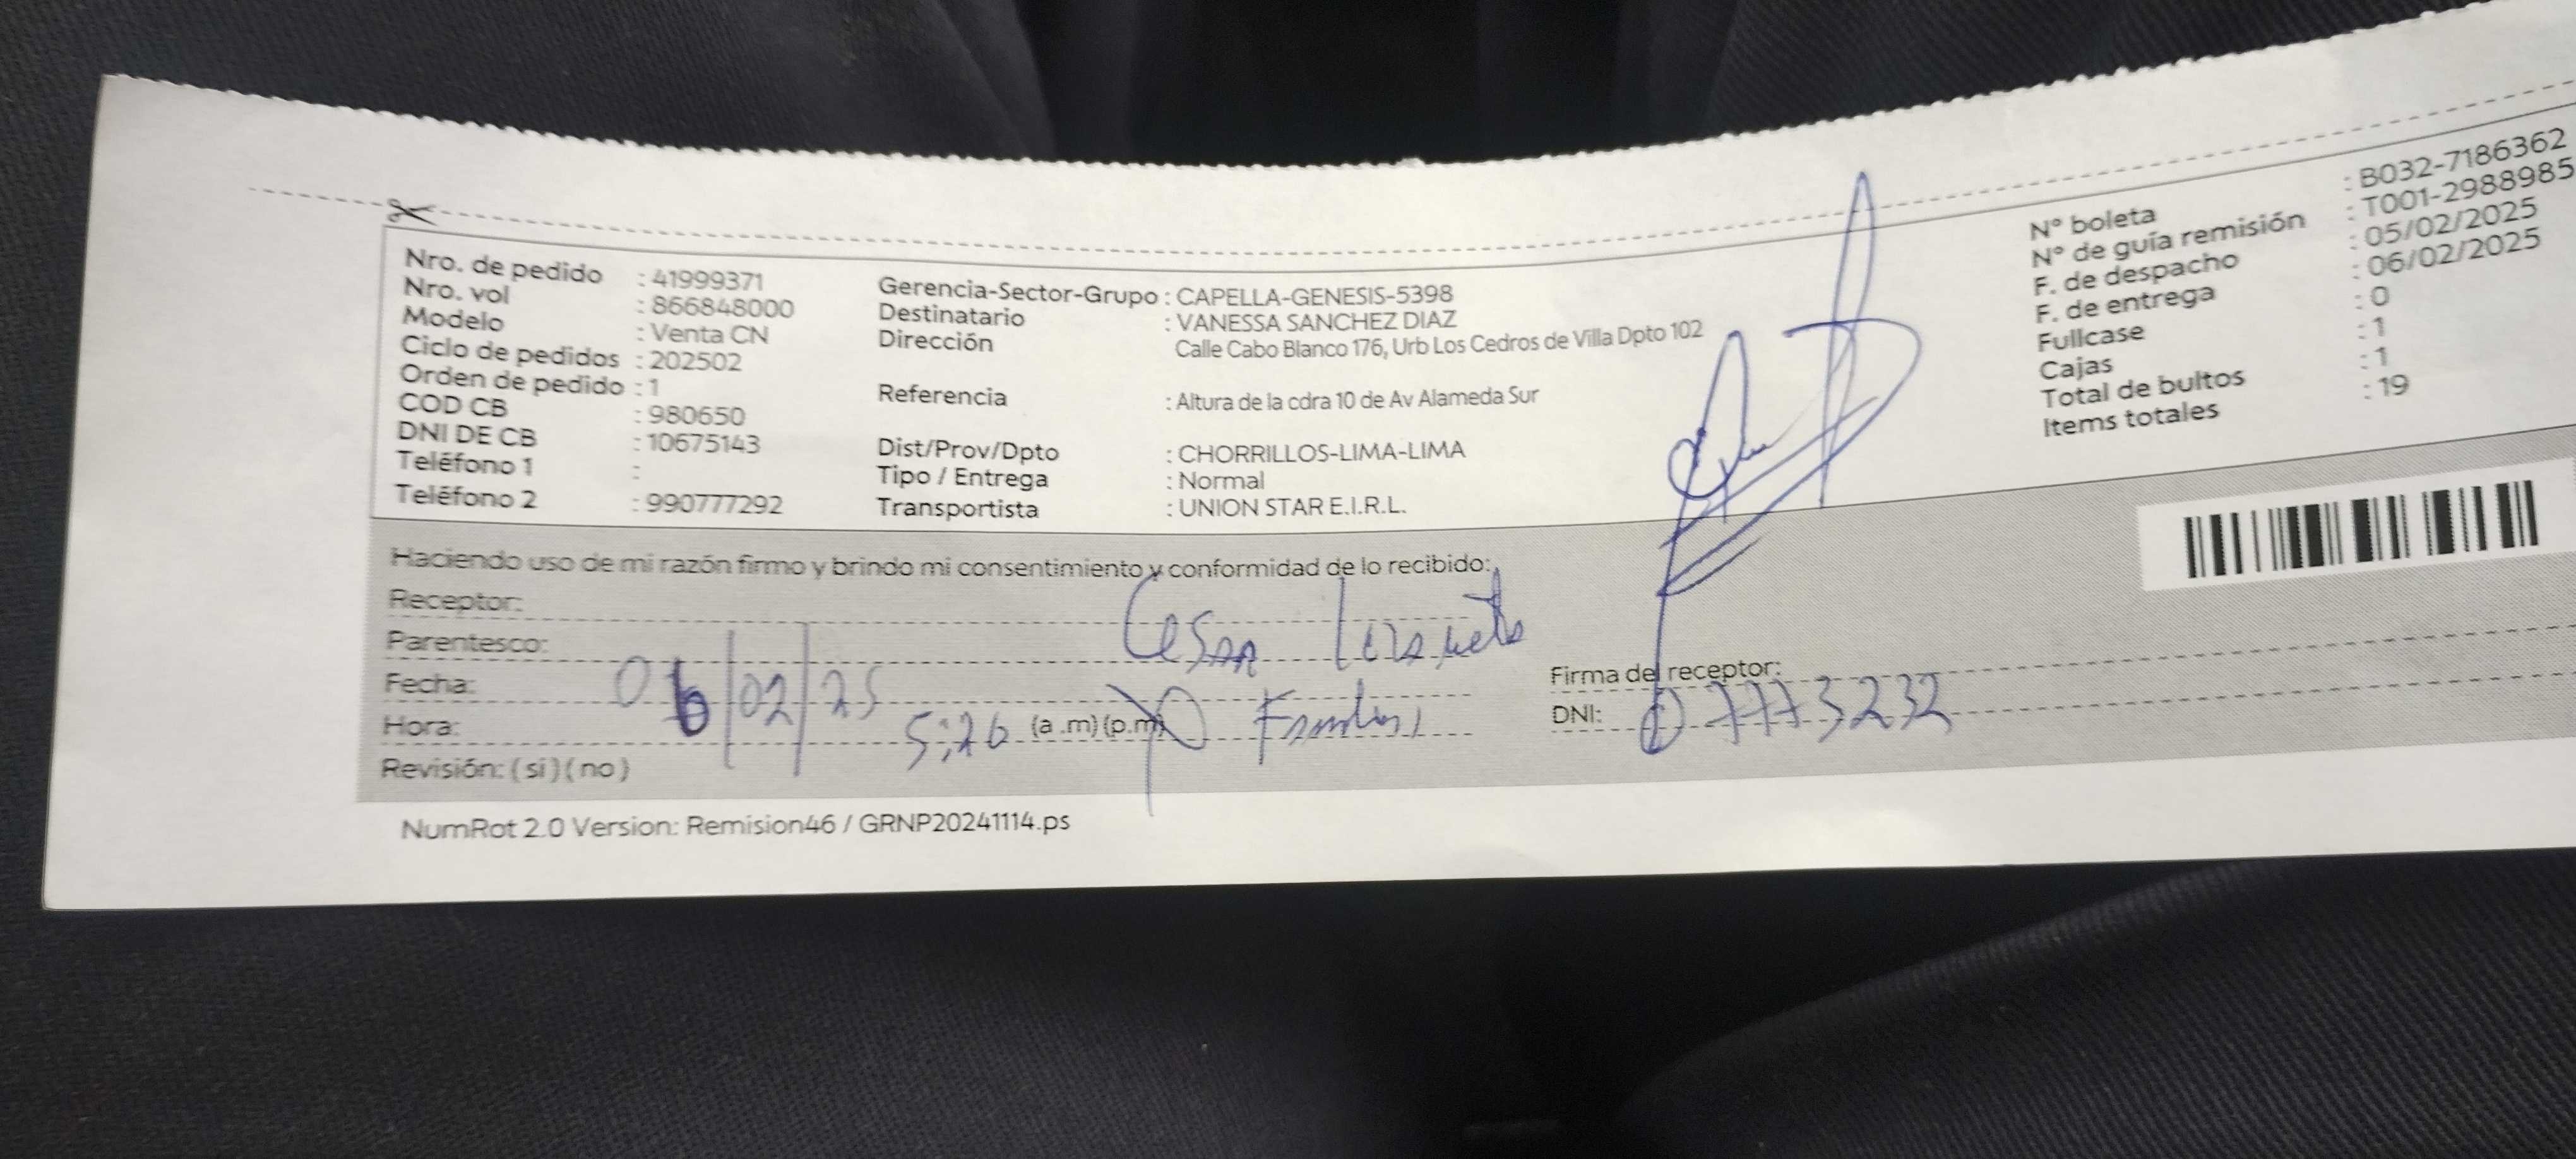 Nro. de pedido : 41999371
Nro. vol : 866848000
Modelo : Venta CN
Ciclo de pedidos : 202502
Orden de pedido : 1
COD CB : 980650
DNI DE CB : 10675143
Teléfono 1 :
Teléfono 2 : 990777292
Gerencia-Sector-Grupo : CAPELLA-GENESIS-5398
Destinatario : VANESSA SANCHEZ DIAZ
Dirección Calle Cabo Blanco 176, Urb Los Cedros de Villa Dpto 102
Referencia : Altura de la cdra 10 de Av Alameda Sur
Dist/Prov/Dpto : CHORRILLOS-LIMA-LIMA
Tipo / Entrega : Normal
Transportista : UNION STAR E.I.R.L.
N° boleta : B032-7186362
N° de guía remisión : T001-2988985
F. de despacho : 05/02/2025
F. de entrega : 06/02/2025
Fullcase : 0
Cajas : 1
Total de bultos : 1
Items totales : 19
Haciendo uso de mi razón firmo y brindo mi consentimiento y conformidad de lo recibido:
Receptor: Cesar
Parentesco:
Fecha: 06/02/25
Hora: 5:26 (a .m) (p.m)
Revisión: ( si ) ( no )
Firma del receptor:
DNI: 07773232
NumRot 2.0 Version: Remision46 / GRNP20241114.ps